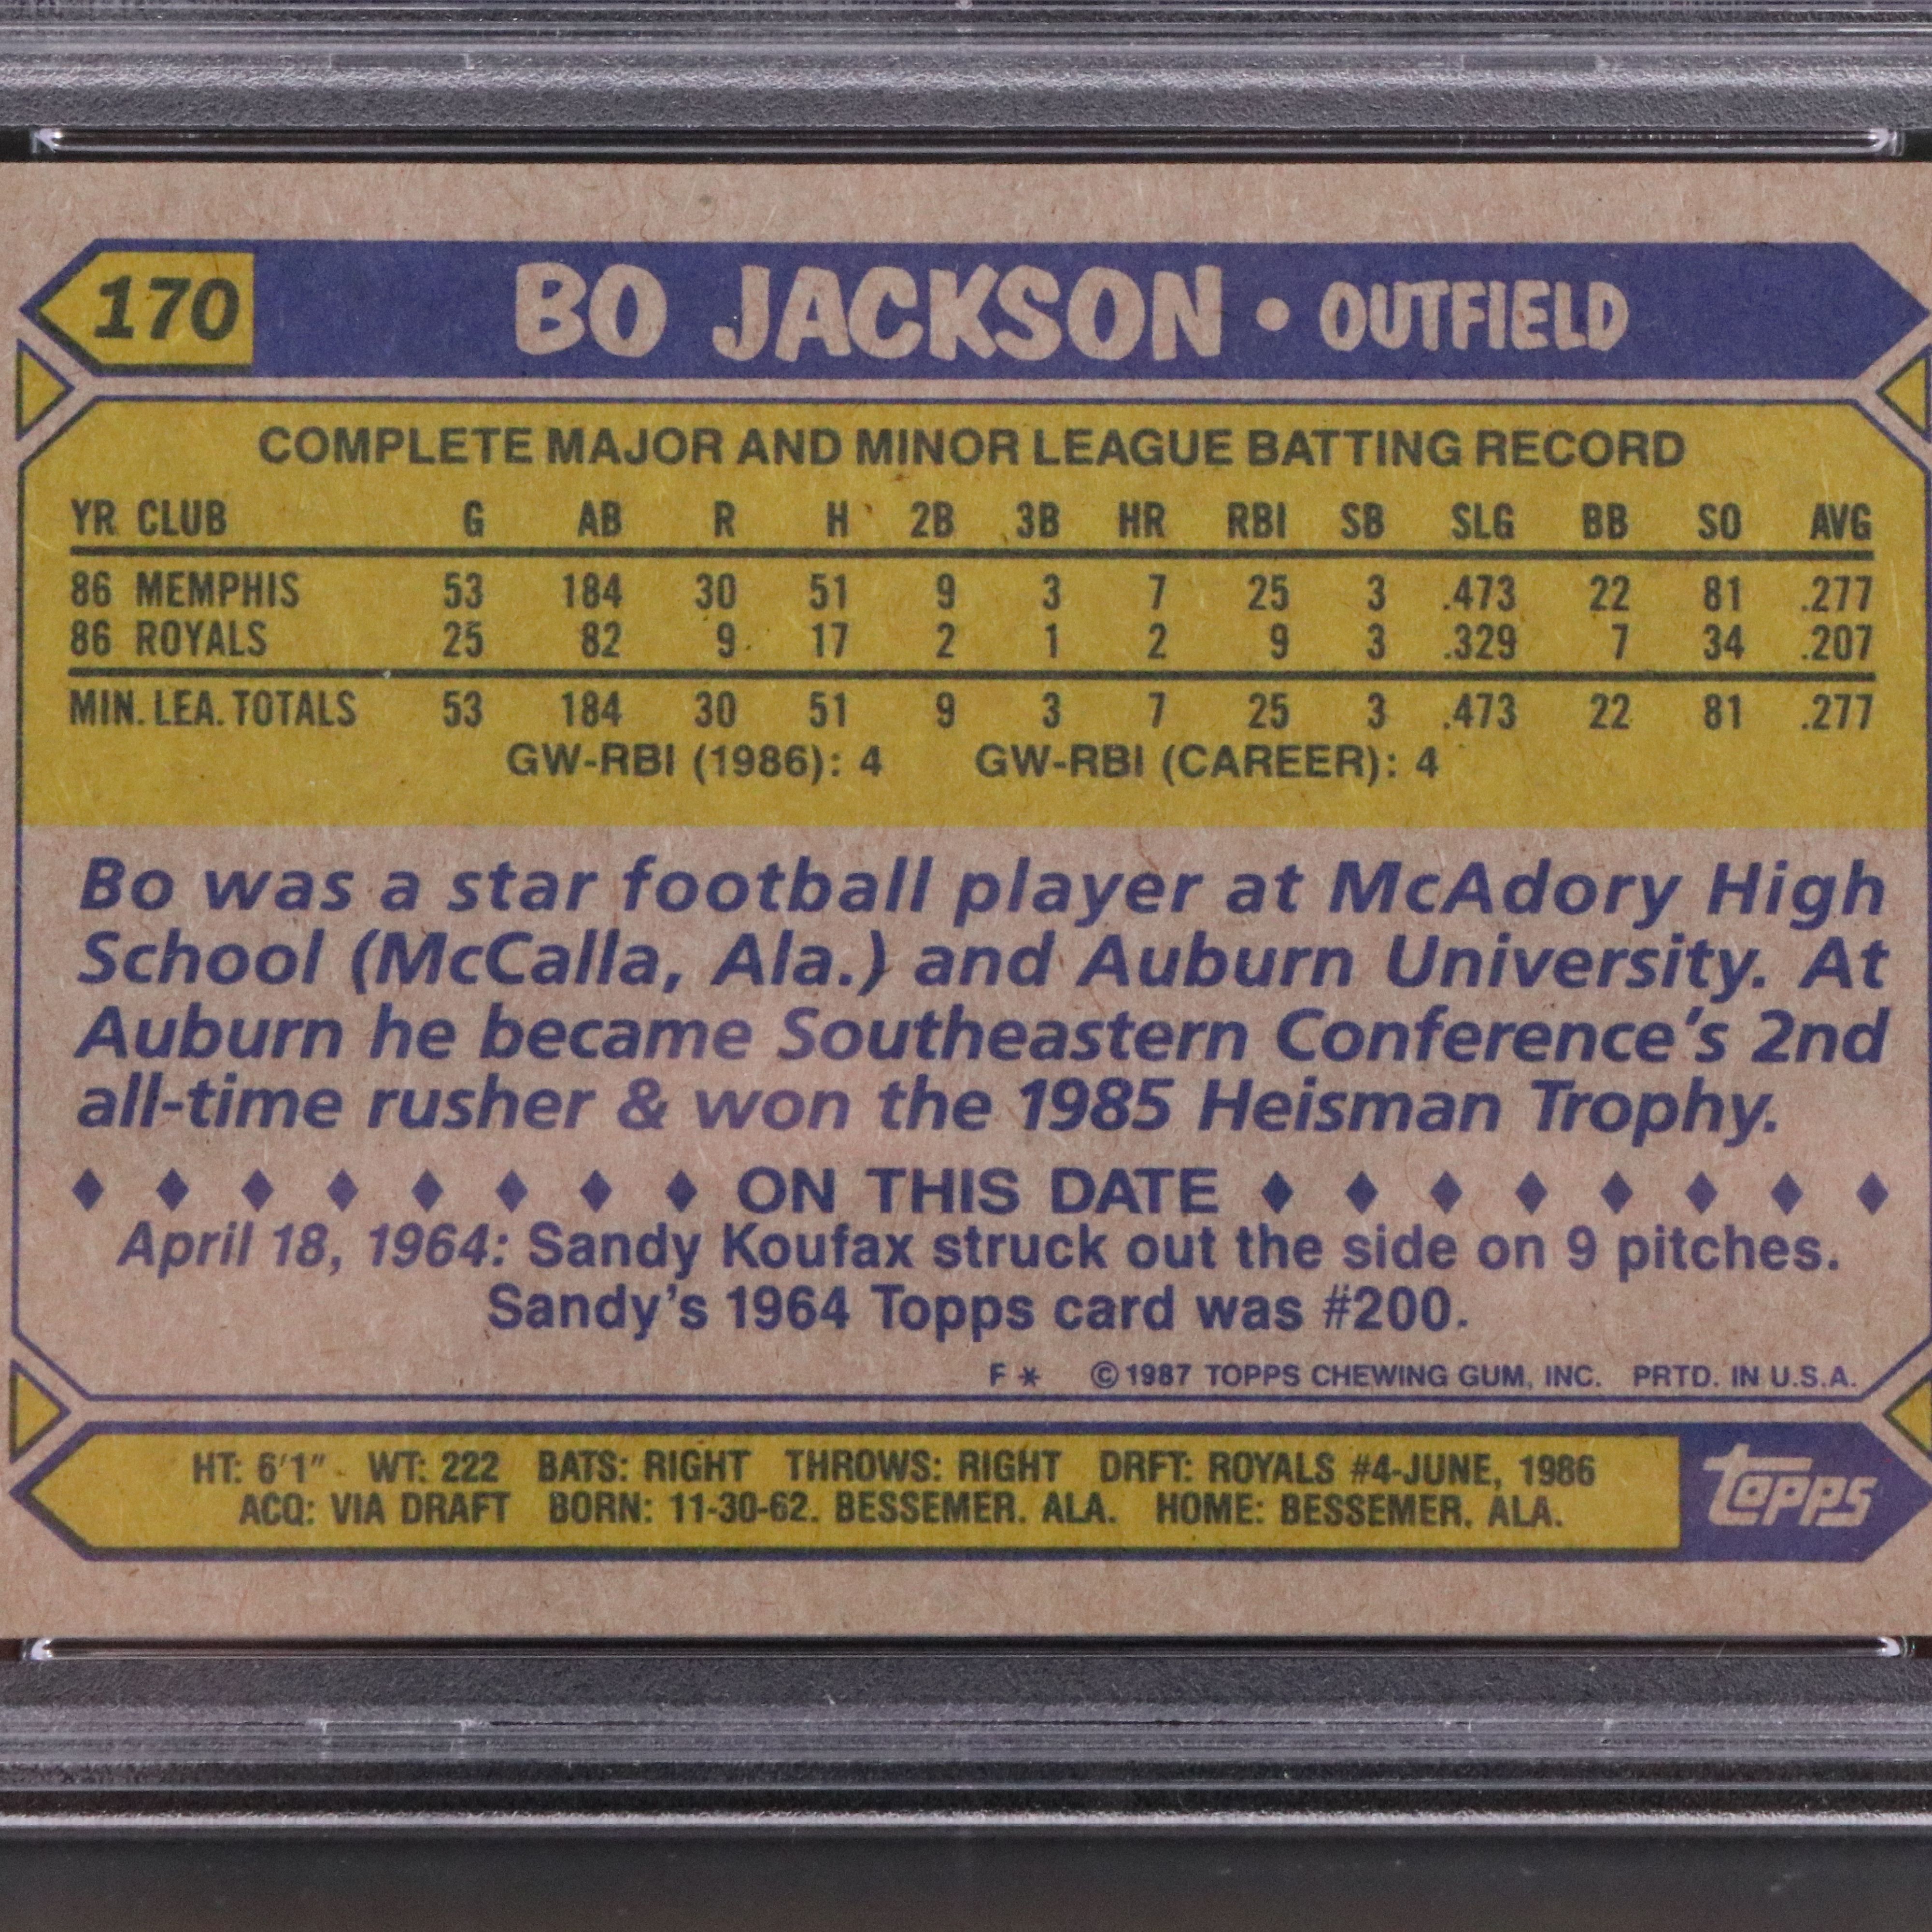 170 BO JACKSON • OUTFIELD
COMPLETE MAJOR AND MINOR LEAGUE BATTING RECORD
YR CLUB G AB R H 2B 3B HR RBI SB SLG BB SO AVG
86 MEMPHIS 53 184 30 51 9 3 7 25 3 .473 22 81 .277
86 ROYALS 25 82 9 17 2 1 2 9 3 .329 7 34 .207
MIN. LEA. TOTALS 53 184 30 51 9 3 7 25 3 .473 22 81 .277
GW-RBI (1986): 4 GW-RBI (CAREER): 4
Bo was a star football player at McAdory High
School (McCalla, Ala.) and Auburn University. At
Auburn he became Southeastern Conference's 2nd
all-time rusher & won the 1985 Heisman Trophy.
♦ ♦ ♦ ♦ ♦ ♦ ♦ ♦ ON THIS DATE ♦ ♦ ♦ ♦ ♦ ♦ ♦ ♦
April 18, 1964: Sandy Koufax struck out the side on 9 pitches.
Sandy's 1964 Topps card was #200.
F * © 1987 TOPPS CHEWING GUM, INC. PRTD. IN U.S.A.
HT: 6'1" WT: 222 BATS: RIGHT THROWS: RIGHT DRFT: ROYALS #4-JUNE, 1986
ACQ: VIA DRAFT BORN: 11-30-62. BESSEMER. ALA. HOME: BESSEMER. ALA.
topps